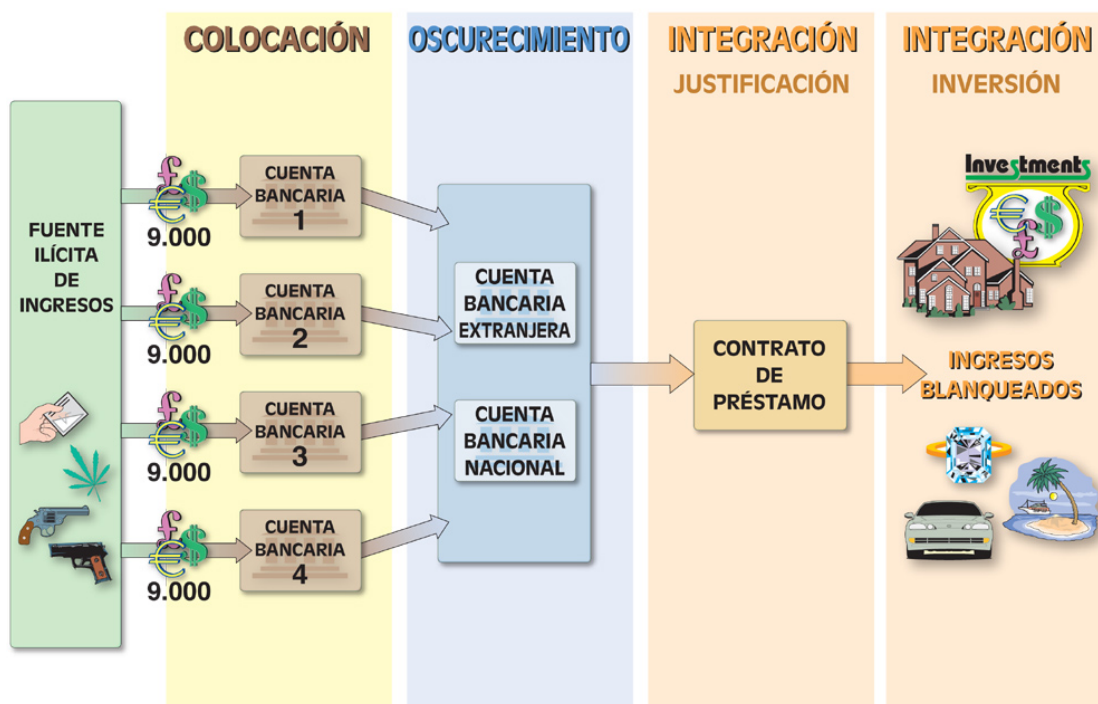 COLOCACIÓN
OSCURECIMIENTO
INTEGRACIÓN
JUSTIFICACIÓN
INTEGRACIÓN
INVERSIÓN
FUENTE
ILÍCITA
DE
INGRESOS
£
€$
9.000
CUENTA
BANCARIA
1
£
€$
9.000
CUENTA
BANCARIA
2
£
€$
9.000
CUENTA
BANCARIA
3
£
€$
9.000
CUENTA
BANCARIA
4
CUENTA
BANCARIA
EXTRANJERA
CUENTA
BANCARIA
NACIONAL
CONTRATO
DE
PRÉSTAMO
Investments
€ $
£
INGRESOS
BLANQUEADOS